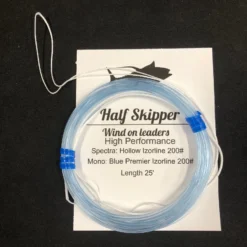 Half Skipper
Wind on leaders
High Performance
Spectra: Hollow Izorline 200#
Mono: Blue Premier Izorline 200#
Length 25'